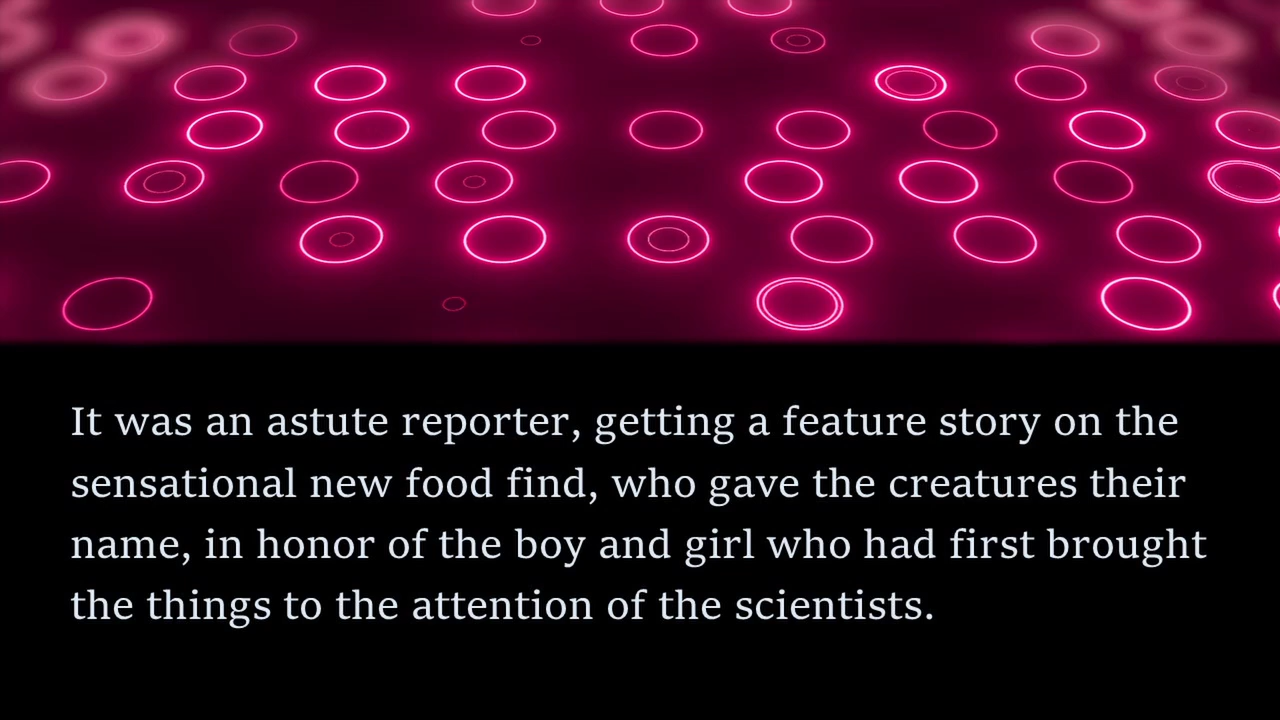 It was an astute reporter, getting a feature story on the
sensational new food find, who gave the creatures their
name, in honor of the boy and girl who had first brought
the things to the attention of the scientists.